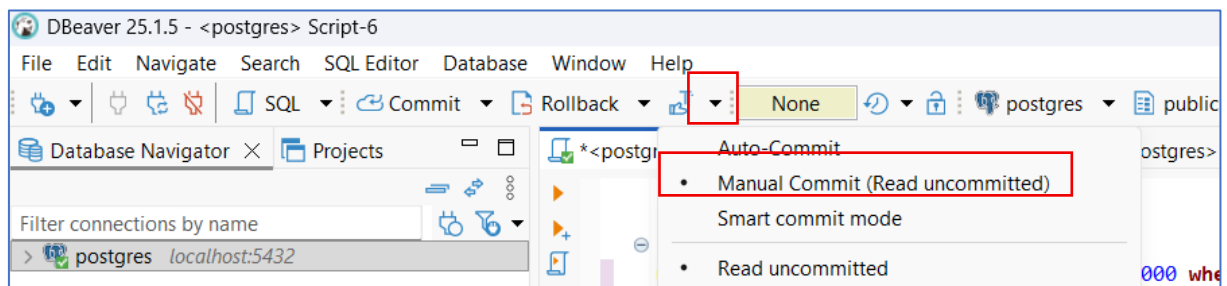 DBeaver 25.1.5 - <postgres> Script-6
File Edit Navigate Search SQL Editor Database Window Help
SQL Commit Rollback None postgres public
Database Navigator Projects *<postgr ostgres>
Auto-Commit
Manual Commit (Read uncommitted)
Filter connections by name
Smart commit mode
postgres localhost:5432
Read uncommitted
000 whe